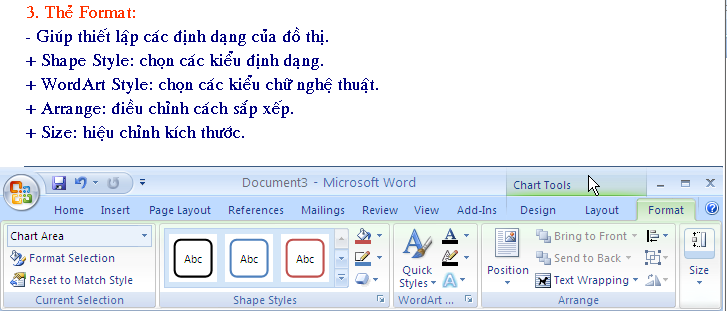 3. Thẻ Format:
- Giúp thiết lập các định dạng của đồ thị.
+ Shape Style: chọn các kiểu định dạng.
+ WordArt Style: chọn các kiểu chữ nghệ thuật.
+ Arrange: điều chỉnh cách sắp xếp.
+ Size: hiệu chỉnh kích thước.
Document3 - Microsoft Word Chart Tools
Home Insert Page Layout References Mailings Review View Add-Ins Design Layout Format
Chart Area
Format Selection
Reset to Match Style
Current Selection
Abc Abc Abc
Shape Styles
Quick Styles
WordArt ...
Position
Bring to Front
Send to Back
Text Wrapping
Arrange
Size